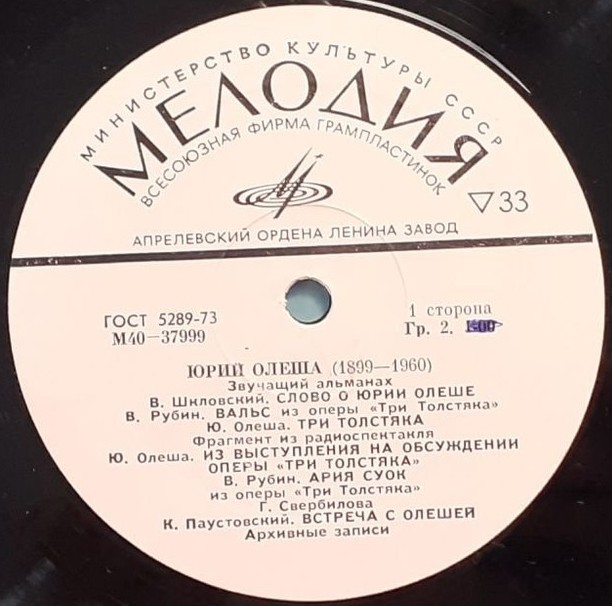 МИНИСТЕРСТВО КУЛЬТУРЫ СССР
МЕЛОДИЯ
ВСЕСОЮЗНАЯ ФИРМА ГРАМПЛАСТИНОК
33
АПРЕЛЕВСКИЙ ОРДЕНА ЛЕНИНА ЗАВОД
ГОСТ 5289-73
М40—37999
1 сторона
Гр. 2.
ЮРИЙ ОЛЕША (1899—1960)
Звучащий альманах
В. Шкловский. СЛОВО О ЮРИИ ОЛЕШЕ
В. Рубин. ВАЛЬС из оперы «Три Толстяка»
Ю. Олеша. ТРИ ТОЛСТЯКА
Фрагмент из радиоспектакля
Ю. Олеша. ИЗ ВЫСТУПЛЕНИЯ НА ОБСУЖДЕНИИ
ОПЕРЫ «ТРИ ТОЛСТЯКА»
В. Рубин. АРИЯ СУОК
из оперы «Три Толстяка»
Г. Свербилова
К. Паустовский. ВСТРЕЧА С ОЛЕШЕЙ
Архивные записи